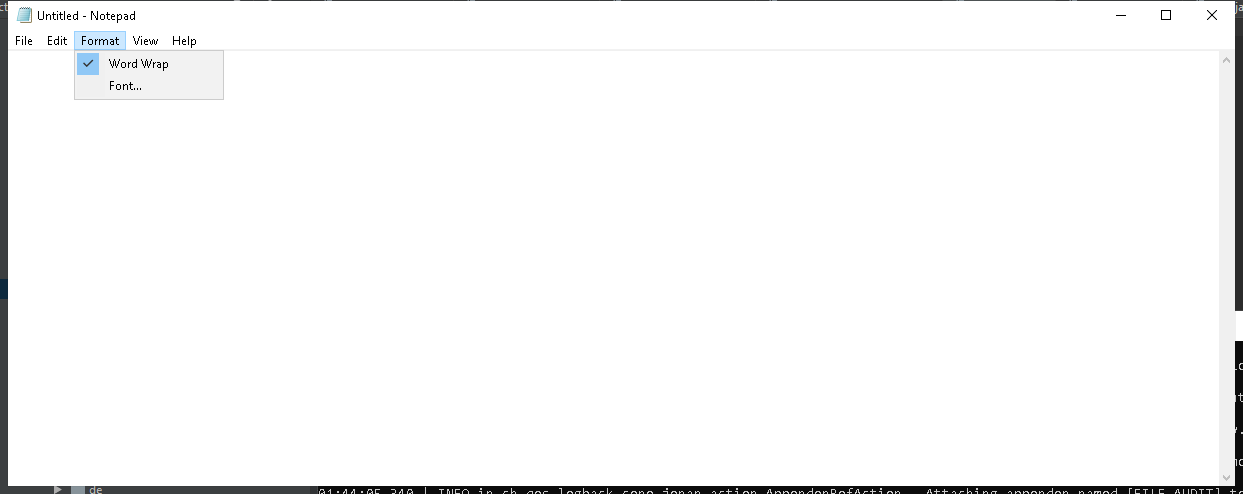 Untitled - Notepad
File Edit Format View Help
Word Wrap
Font...
de
01:44:05,340 | INFO in ch.qos.logback.core.joran.action.AppenderRefAction - Attaching appender named [FILE_AUDIT] t